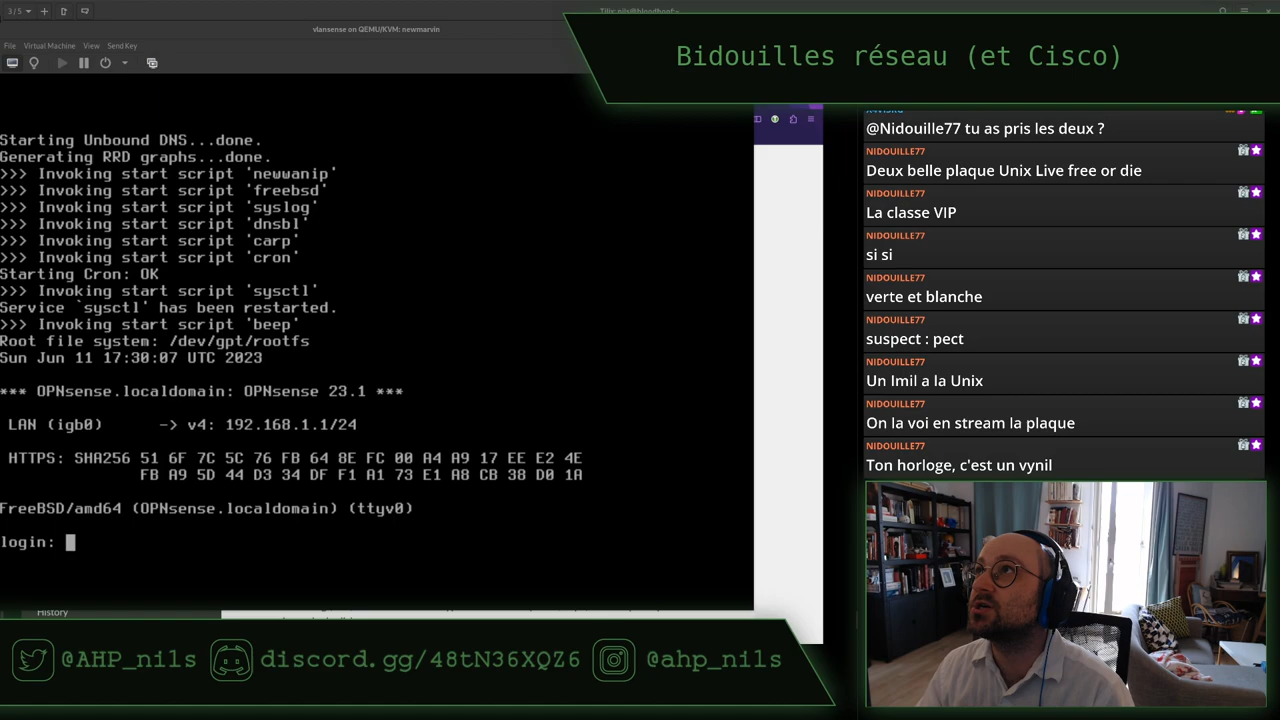 3/5
Tilix: nils@bloodhoof:~
vlansense on QEMU/KVM: newmarvin
File Virtual Machine View Send Key
Bidouilles réseau (et Cisco)
Starting Unbound DNS...done.
Generating RRD graphs...done.
>>> Invoking start script 'newwanip'
>>> Invoking start script 'freebsd'
>>> Invoking start script 'syslog'
>>> Invoking start script 'dnsbl'
>>> Invoking start script 'carp'
>>> Invoking start script 'cron'
Starting Cron: OK
>>> Invoking start script 'sysctl'
Service `sysctl' has been restarted.
>>> Invoking start script 'beep'
Root file system: /dev/gpt/rootfs
Sun Jun 11 17:30:07 UTC 2023
*** OPNsense.localdomain: OPNsense 23.1 ***
LAN (igb0) -> v4: 192.168.1.1/24
HTTPS: SHA256 51 6F 7C 5C 76 FB 64 8E FC 00 A4 A9 17 EE E2 4E
FB A9 5D 44 D3 34 DF F1 A1 73 E1 A8 CB 38 D0 1A
FreeBSD/amd64 (OPNsense.localdomain) (ttyv0)
login:
History
@Nidouille77 tu as pris les deux ?
NIDOUILLE77
Deux belle plaque Unix Live free or die
NIDOUILLE77
La classe VIP
NIDOUILLE77
si si
NIDOUILLE77
verte et blanche
NIDOUILLE77
suspect : pect
NIDOUILLE77
Un Imil a la Unix
NIDOUILLE77
On la voi en stream la plaque
NIDOUILLE77
Ton horloge, c'est un vynil
@AHP_nils discord.gg/48tN36XQZ6 @ahp_nils